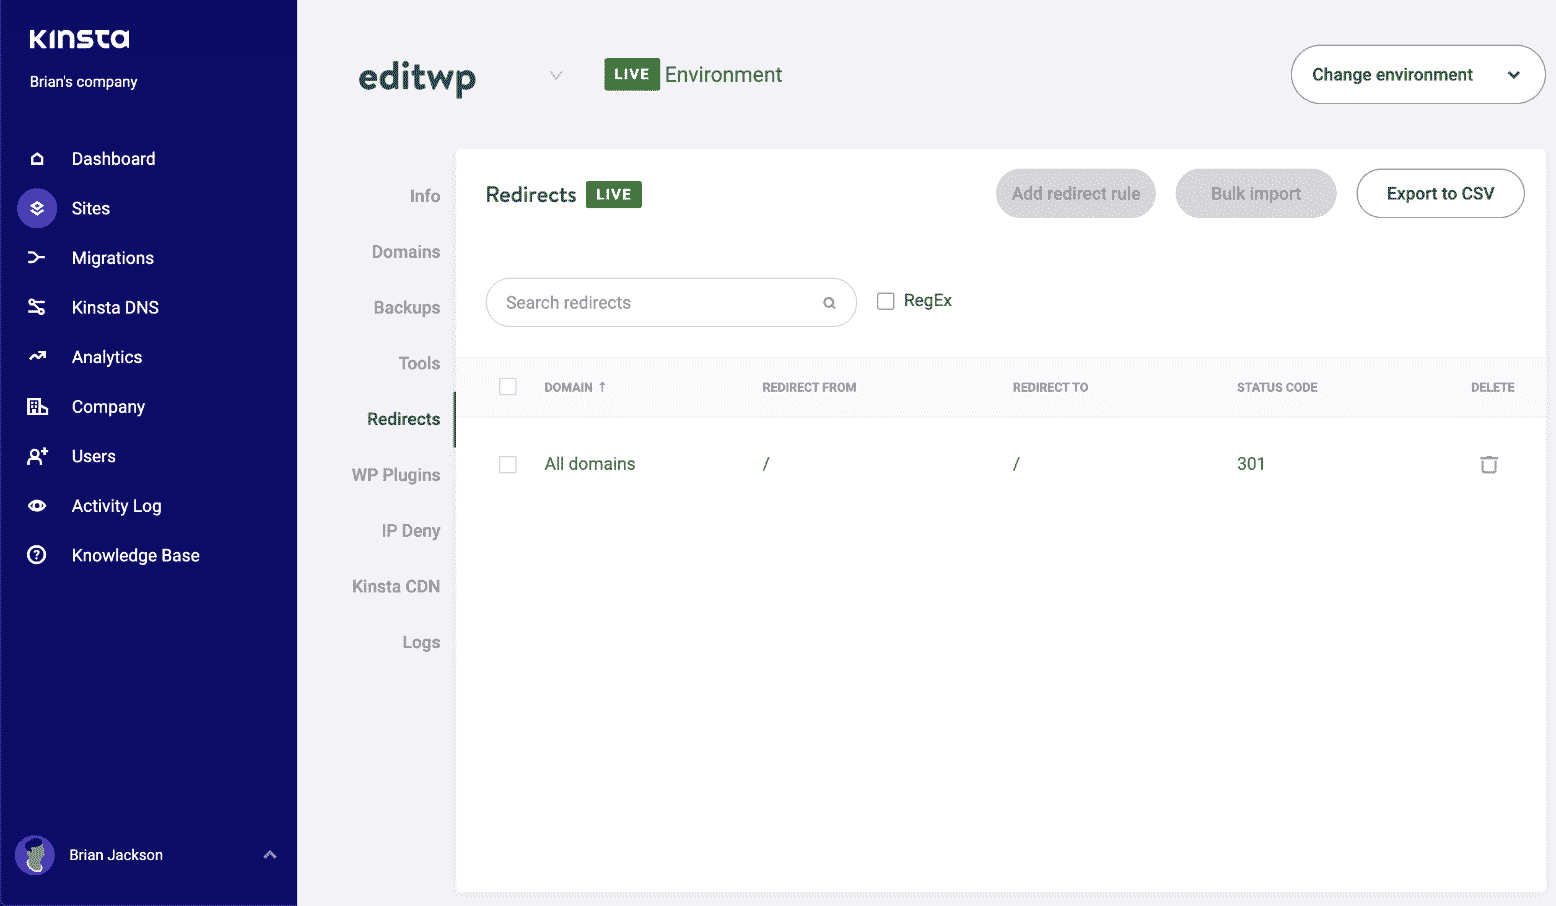 KINSTA
Brian's company
Dashboard
Sites
Migrations
Kinsta DNS
Analytics
Company
Users
Activity Log
Knowledge Base
Brian Jackson
editwp
LIVE Environment
Change environment
Info
Domains
Backups
Tools
Redirects
WP Plugins
IP Deny
Kinsta CDN
Logs
Redirects LIVE
Add redirect rule
Bulk import
Export to CSV
Search redirects
RegEx
DOMAIN ↑ REDIRECT FROM REDIRECT TO STATUS CODE DELETE
All domains / / 301